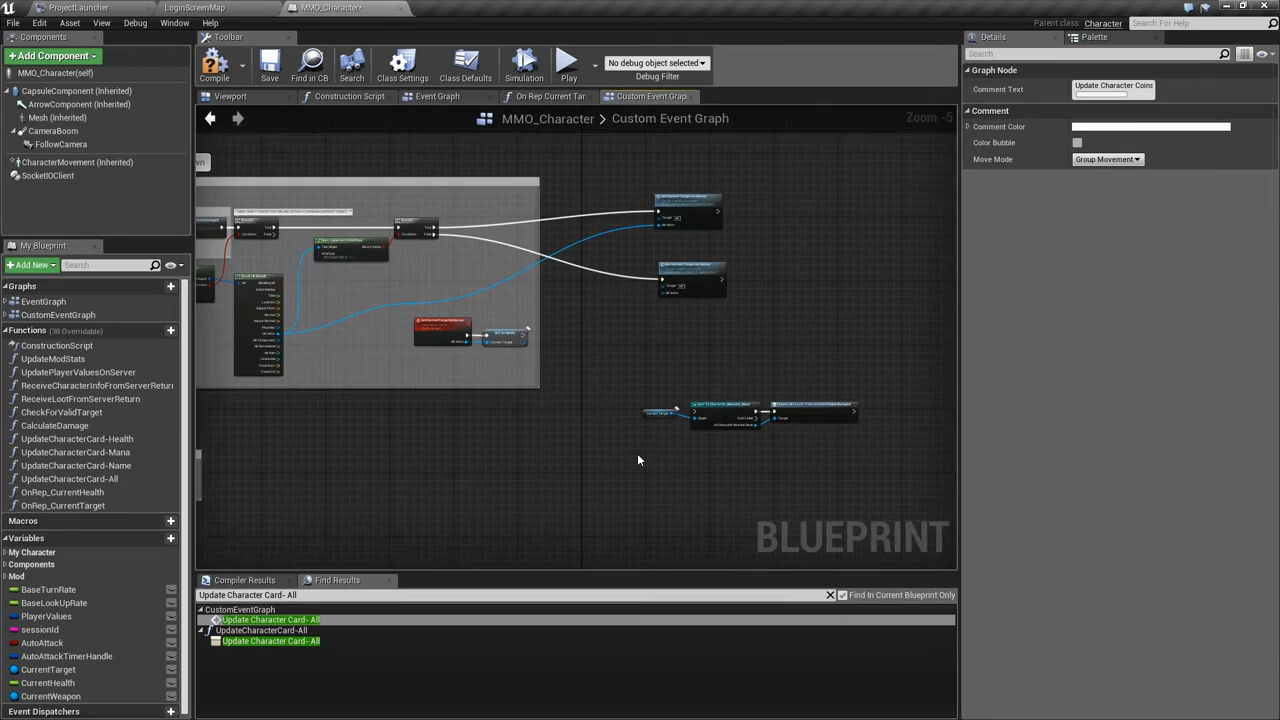 ProjectLauncher
LoginScreenMap
MMO_Character*
File Edit Asset View Debug Window Help
Parent class: Character
Search For Help
Components
Toolbar
Details
Palette
Add Component
Search
MMO_Character(self)
Compile
Save
Find in CB
Search
Class Settings
Class Defaults
Simulation
Play
No debug object selected
Debug Filter
Graph Node
Comment Text
Update Character Coins
Comment
Comment Color
Color Bubble
Move Mode
Group Movement
CapsuleComponent (Inherited)
ArrowComponent (Inherited)
Mesh (Inherited)
CameraBoom
FollowCamera
CharacterMovement (Inherited)
SocketIOClient
Viewport
Construction Script
Event Graph
On Rep Current Tar
Custom Event Grap
MMO_Character > Custom Event Graph
Zoom -5
My Blueprint
Add New
Search
Graphs
EventGraph
CustomEventGraph
Functions (30 Overridable)
ConstructionScript
UpdateModStats
UpdatePlayerValuesOnServer
ReceiveCharacterInfoFromServerReturn
ReceiveLootFromServerReturn
CheckForValidTarget
CalculateDamage
UpdateCharacterCard-Health
UpdateCharacterCard-Mana
UpdateCharacterCard-Name
UpdateCharacterCard-All
OnRep_CurrentHealth
OnRep_CurrentTarget
Macros
Variables
My Character
Components
Mod
BaseTurnRate
BaseLookUpRate
PlayerValues
sessionId
AutoAttack
AutoAttackTimerHandle
CurrentTarget
CurrentHealth
CurrentWeapon
Event Dispatchers
BLUEPRINT
Compiler Results
Find Results
Update Character Card- All
Find In Current Blueprint Only
CustomEventGraph
Update Character Card- All
UpdateCharacterCard-All
Update Character Card- All